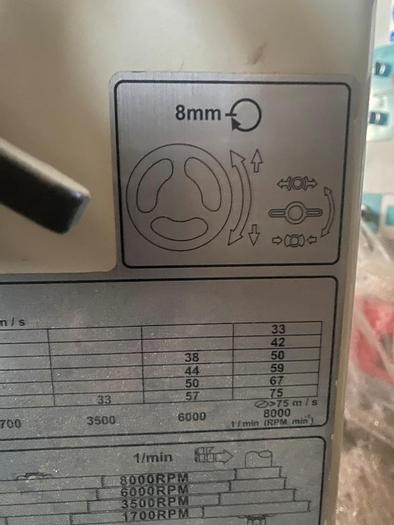 8mm
m / s
33
42
38 50
44 59
50 67
33 57 75
>75 m / s
700 3500 6000 8000
1 / min (RPM, min⁻¹)
1/min
8000RPM
6000RPM
3500RPM
1700RPM